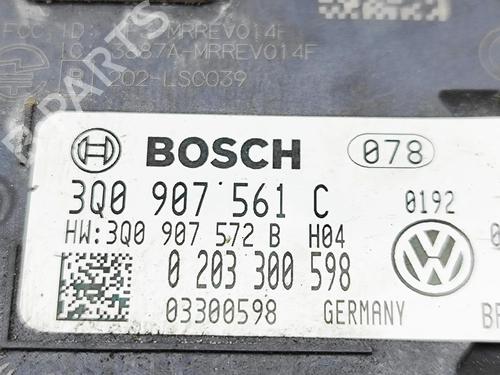 FCC ID: MRREVO14F
IC: 3887A-MRREVO14F
R 202-LSC039
B-PARTS
BOSCH 078
3Q0 907 561 C 0192
HW:3Q0 907 572 B H04
0 203 300 598
03300598 GERMANY